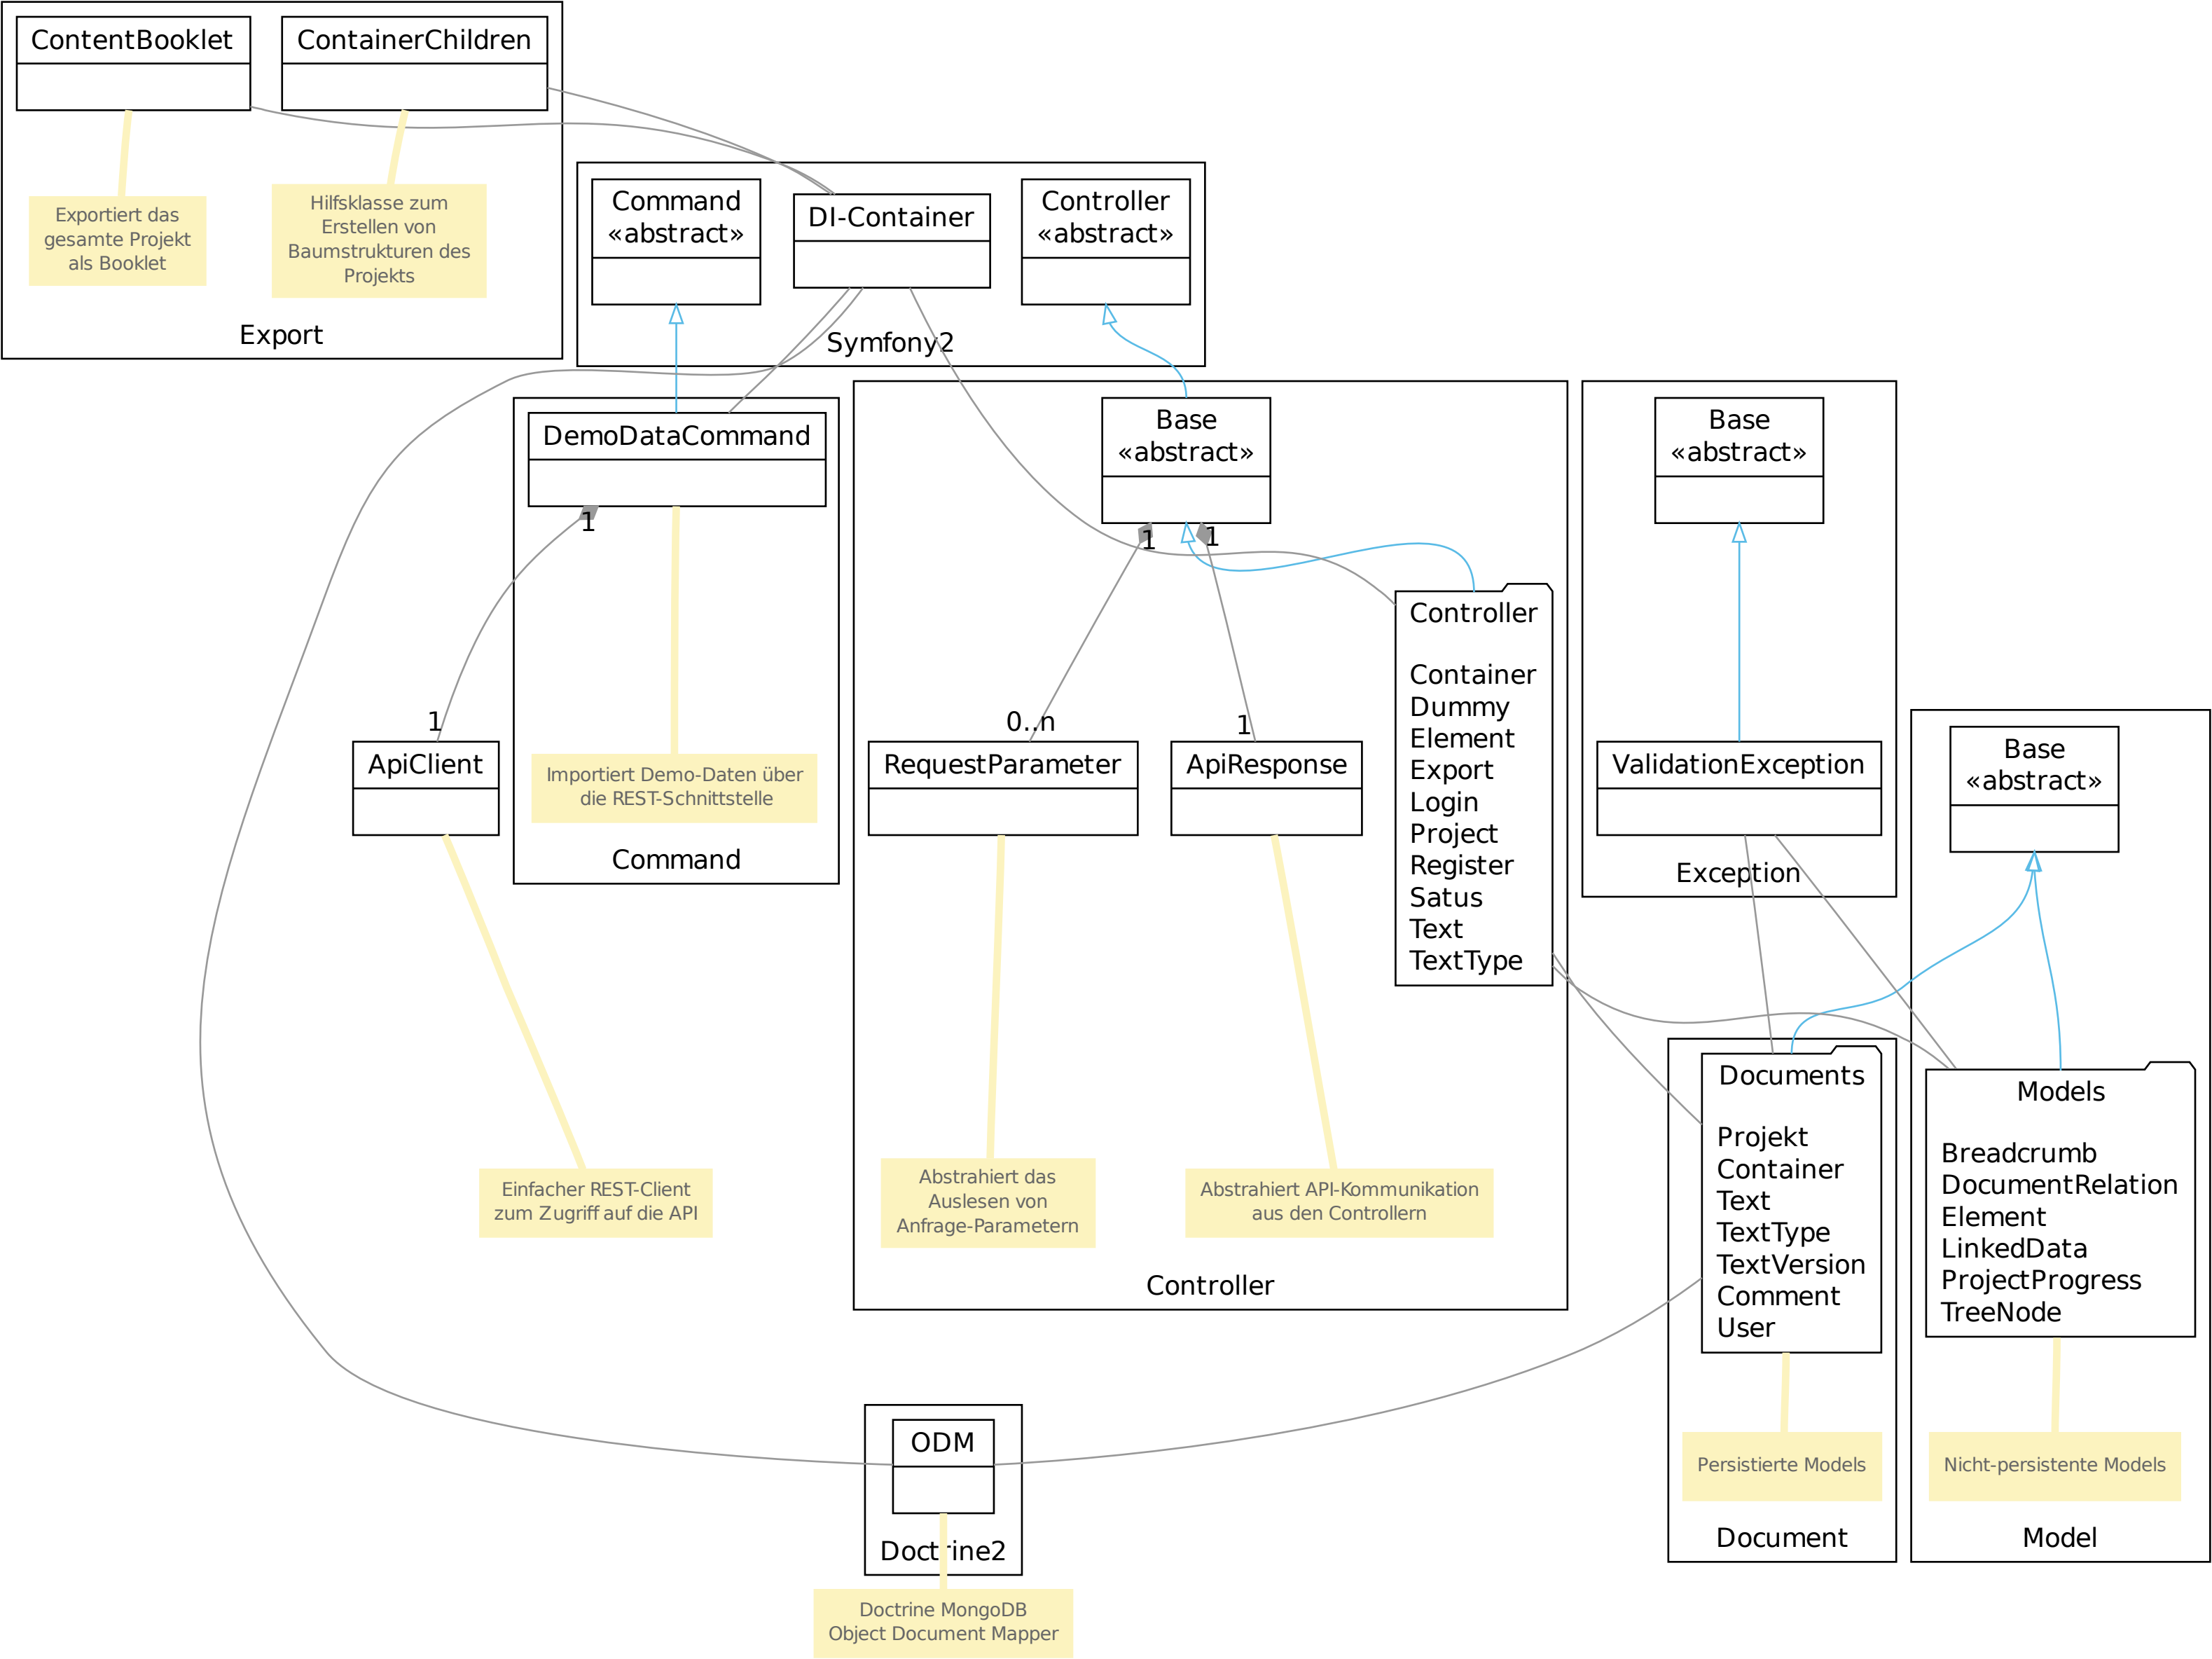 ContentBooklet
ContainerChildren
Exportiert das
gesamte Projekt
als Booklet
Hilfsklasse zum
Erstellen von
Baumstrukturen des
Projekts
Export
Command
«abstract»
DI-Container
Controller
«abstract»
Symfony2
DemoDataCommand
1
1
ApiClient
Importiert Demo-Daten über
die REST-Schnittstelle
Command
Einfacher REST-Client
zum Zugriff auf die API
Base
«abstract»
1
1
0..n
1
RequestParameter
ApiResponse
Controller
Container
Dummy
Element
Export
Login
Project
Register
Satus
Text
TextType
Abstrahiert das
Auslesen von
Anfrage-Parametern
Abstrahiert API-Kommunikation
aus den Controllern
Controller
Base
«abstract»
ValidationException
Exception
Base
«abstract»
Documents
Projekt
Container
Text
TextType
TextVersion
Comment
User
Persistierte Models
Document
Models
Breadcrumb
DocumentRelation
Element
LinkedData
ProjectProgress
TreeNode
Nicht-persistente Models
Model
ODM
Doctrine2
Doctrine MongoDB
Object Document Mapper